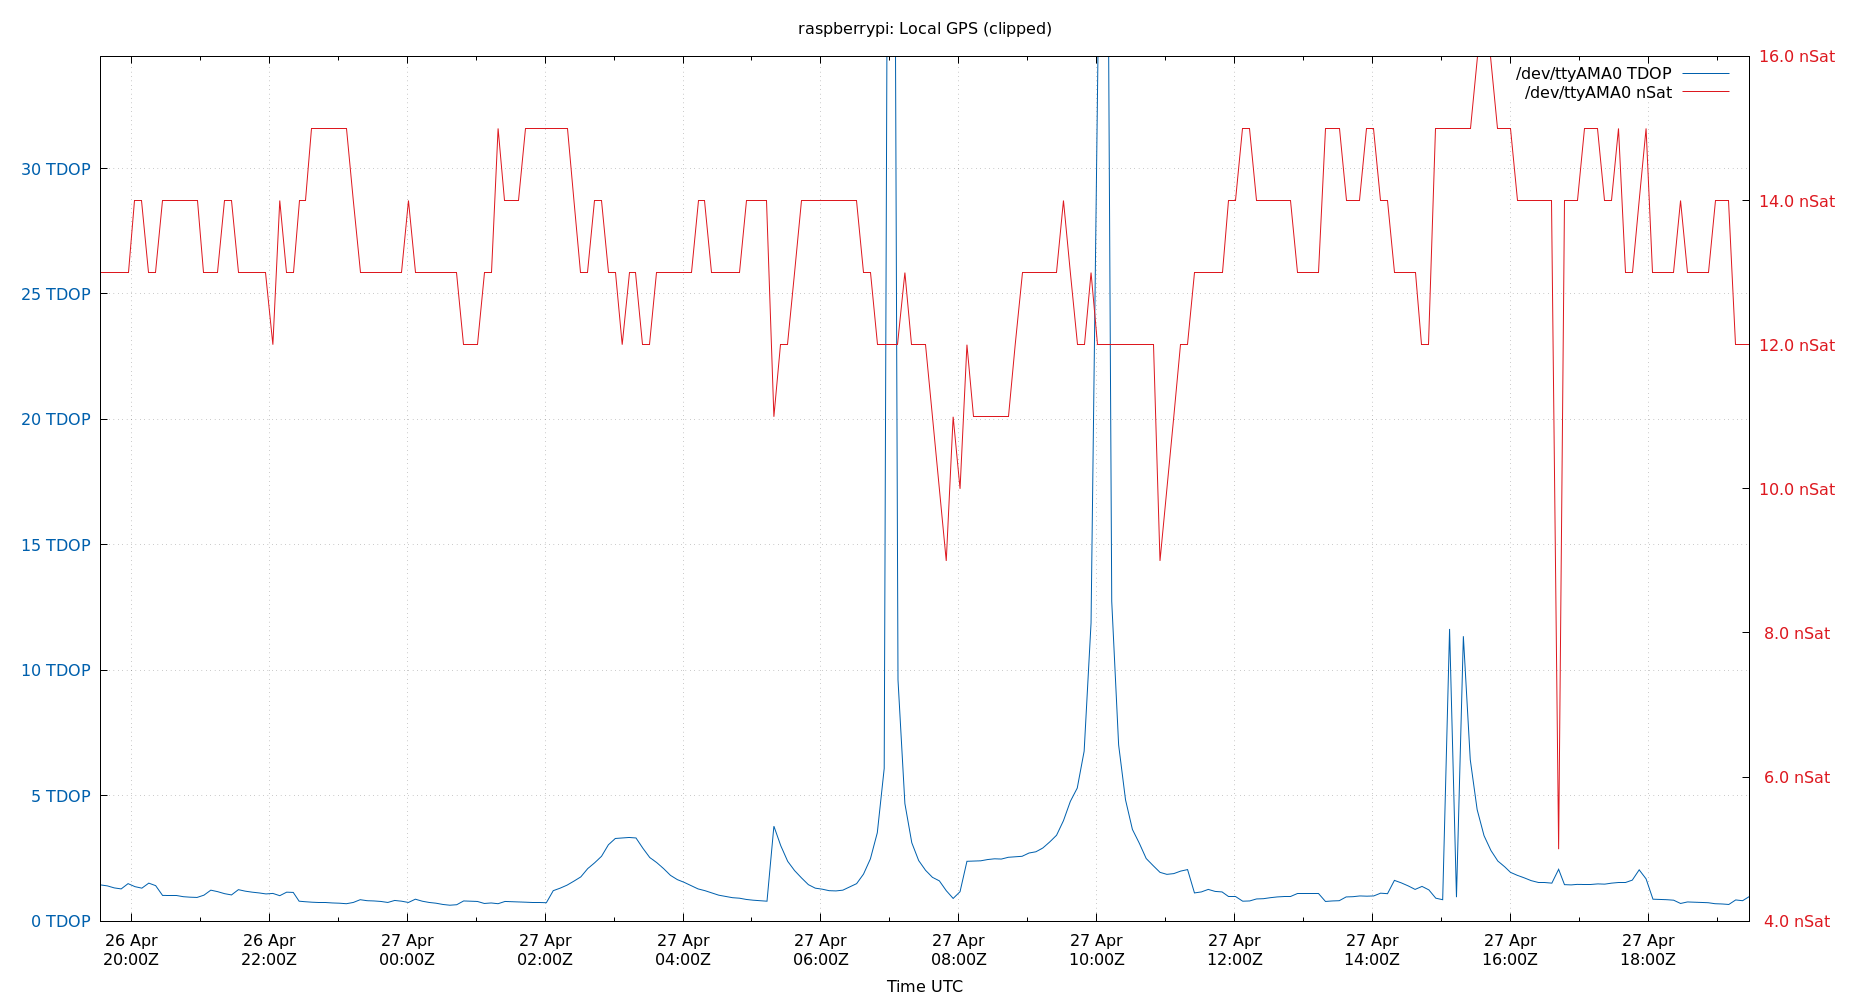 raspberrypi: Local GPS (clipped)
/dev/ttyAMA0 TDOP
/dev/ttyAMA0 nSat
30 TDOP
25 TDOP
20 TDOP
15 TDOP
10 TDOP
5 TDOP
0 TDOP
16.0 nSat
14.0 nSat
12.0 nSat
10.0 nSat
8.0 nSat
6.0 nSat
4.0 nSat
26 Apr
20:00Z
26 Apr
22:00Z
27 Apr
00:00Z
27 Apr
02:00Z
27 Apr
04:00Z
27 Apr
06:00Z
27 Apr
08:00Z
27 Apr
10:00Z
27 Apr
12:00Z
27 Apr
14:00Z
27 Apr
16:00Z
27 Apr
18:00Z
Time UTC